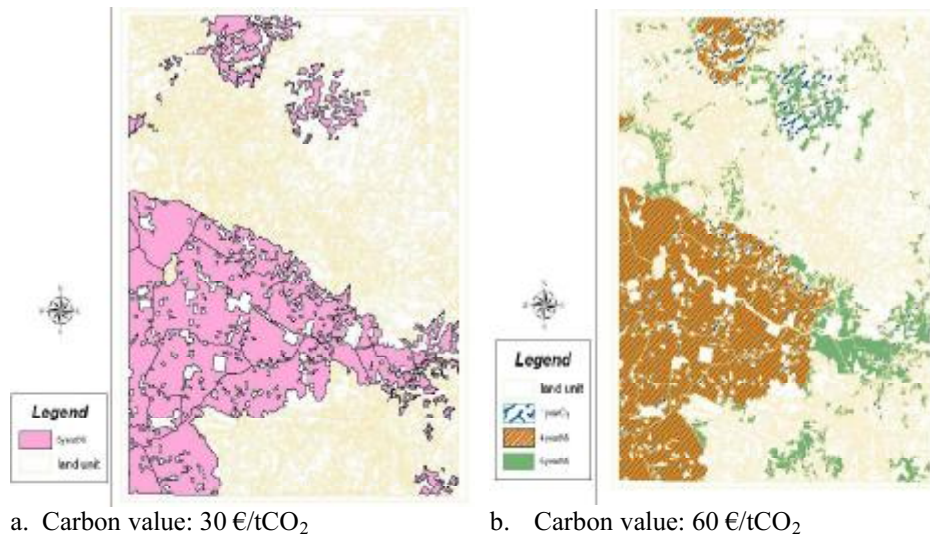 Legend
land unit
Legend
land unit
a. Carbon value: 30 €/tCO₂
b. Carbon value: 60 €/tCO₂